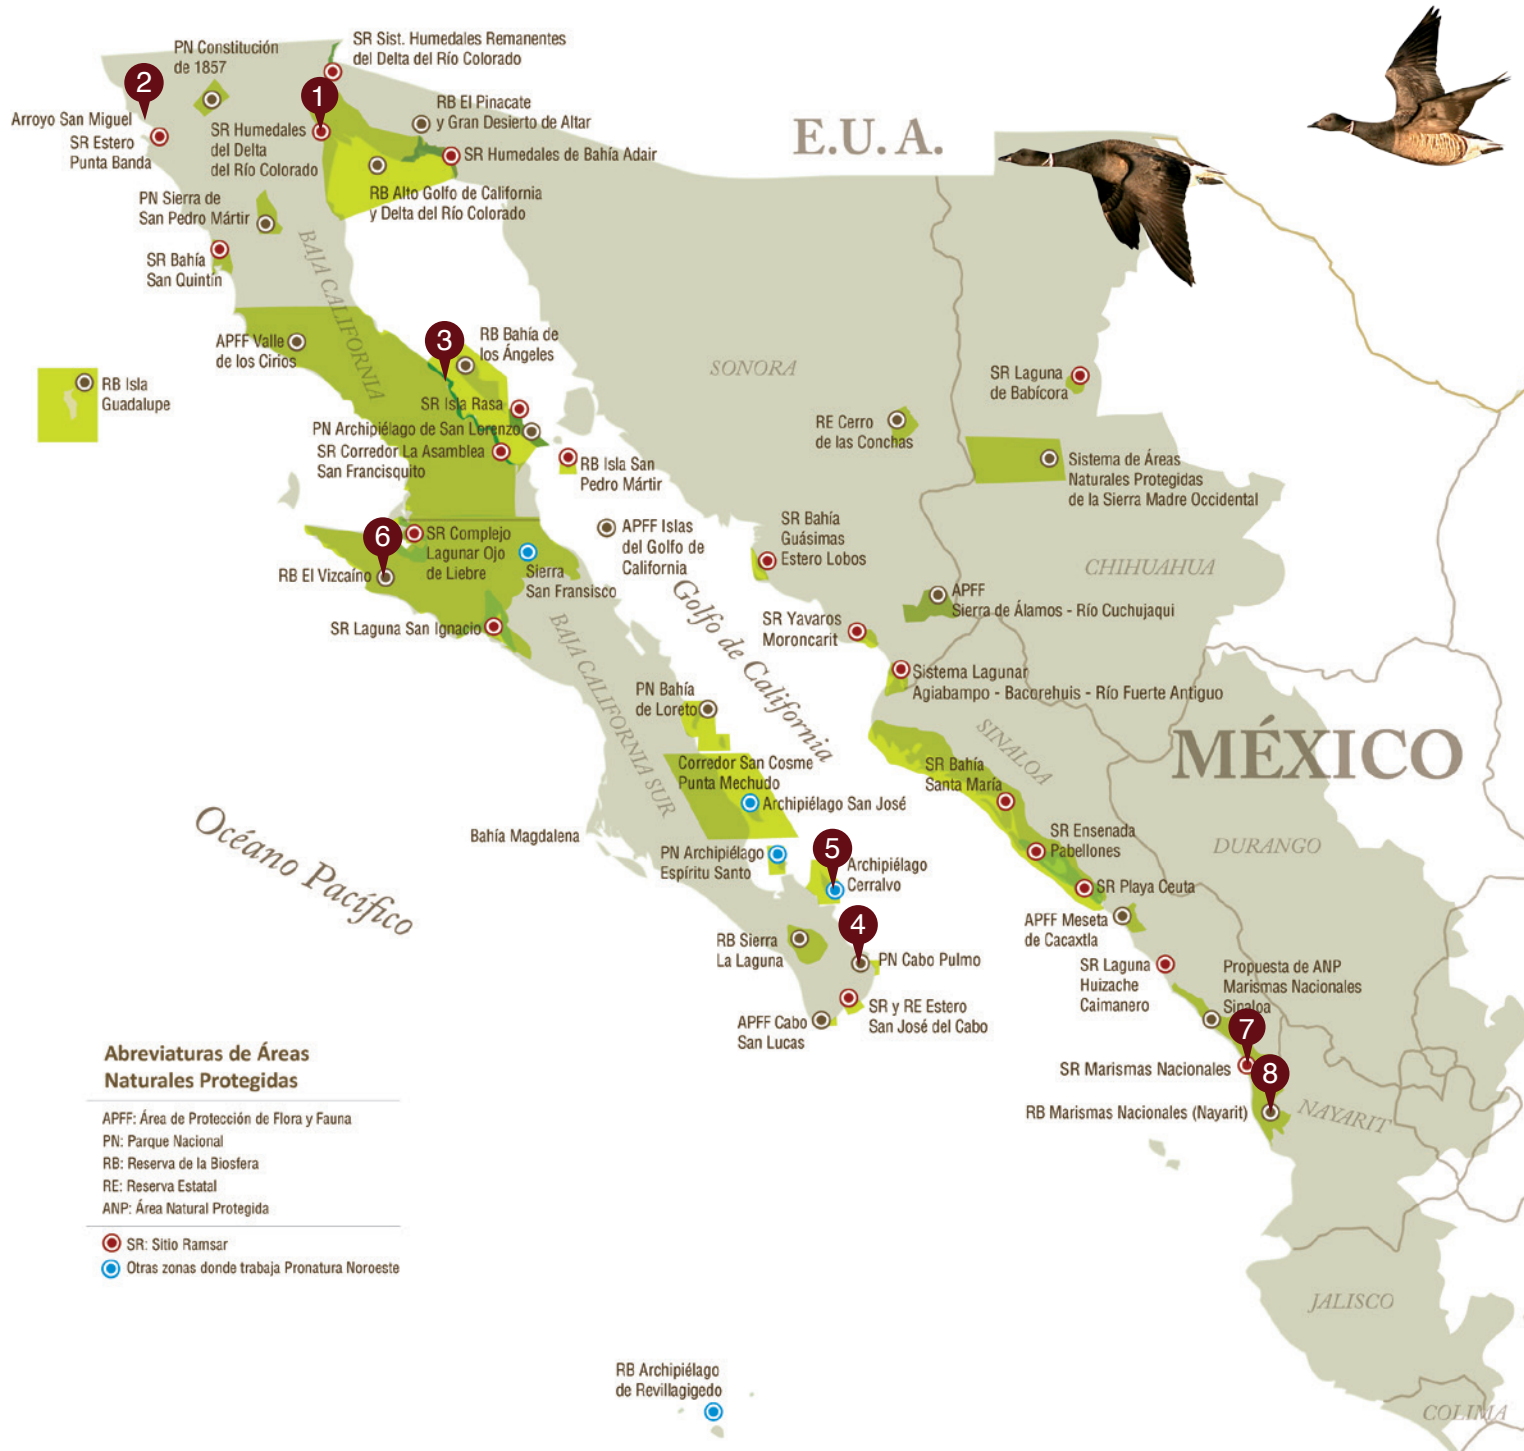 PN Constitución
de 1857
SR Sist. Humedales Remanentes
del Delta del Río Colorado
2
1
Arroyo San Miguel
SR Estero
Punta Banda
SR Humedales
del Delta
del Río Colorado
RB El Pinacate
y Gran Desierto de Altar
SR Humedales de Bahía Adair
RB Alto Golfo de California
y Delta del Río Colorado
E.U.A.
PN Sierra de
San Pedro Mártir
SR Bahía
San Quintín
BAJA CALIFORNIA
APFF Valle
de los Cirios
3
RB Bahía de
los Ángeles
RB Isla
Guadalupe
SR Isla Rasa
PN Archipiélago de San Lorenzo
SR Corredor La Asamblea
San Francisquito
RB Isla San
Pedro Mártir
SONORA
SR Laguna
de Babícora
RE Cerro
de las Conchas
Sistema de Áreas
Naturales Protegidas
de la Sierra Madre Occidental
6
SR Complejo
Lagunar Ojo
de Liebre
RB El Vizcaíno
Sierra
San Fransisco
APFF Islas
del Golfo de
California
SR Bahía
Guásimas
Estero Lobos
CHIHUAHUA
APFF
Sierra de Álamos - Río Cuchujaqui
SR Laguna San Ignacio
Golfo de California
SR Yavaros
Moroncarit
Sistema Lagunar
Agiabampo - Bacorehuis - Río Fuerte Antiguo
BAJA CALIFORNIA SUR
PN Bahía
de Loreto
SINALOA
MÉXICO
Corredor San Cosme
Punta Mechudo
Archipiélago San José
SR Bahía
Santa María
Océano Pacífico
Bahía Magdalena
PN Archipiélago
Espíritu Santo
5
Archipiélago
Cerralvo
SR Ensenada
Pabellones
DURANGO
SR Playa Ceuta
4
RB Sierra
La Laguna
PN Cabo Pulmo
APFF Meseta
de Cacaxtla
SR Laguna
Huizache
Caimanero
Propuesta de ANP
Marismas Nacionales
Sinaloa
SR y RE Estero
San José del Cabo
APFF Cabo
San Lucas
7
SR Marismas Nacionales
8
RB Marismas Nacionales (Nayarit)
NAYARIT
Abreviaturas de Áreas
Naturales Protegidas
APFF: Área de Protección de Flora y Fauna
PN: Parque Nacional
RB: Reserva de la Biosfera
RE: Reserva Estatal
ANP: Área Natural Protegida
SR: Sitio Ramsar
Otras zonas donde trabaja Pronatura Noroeste
JALISCO
RB Archipiélago
de Revillagigedo
COLIMA